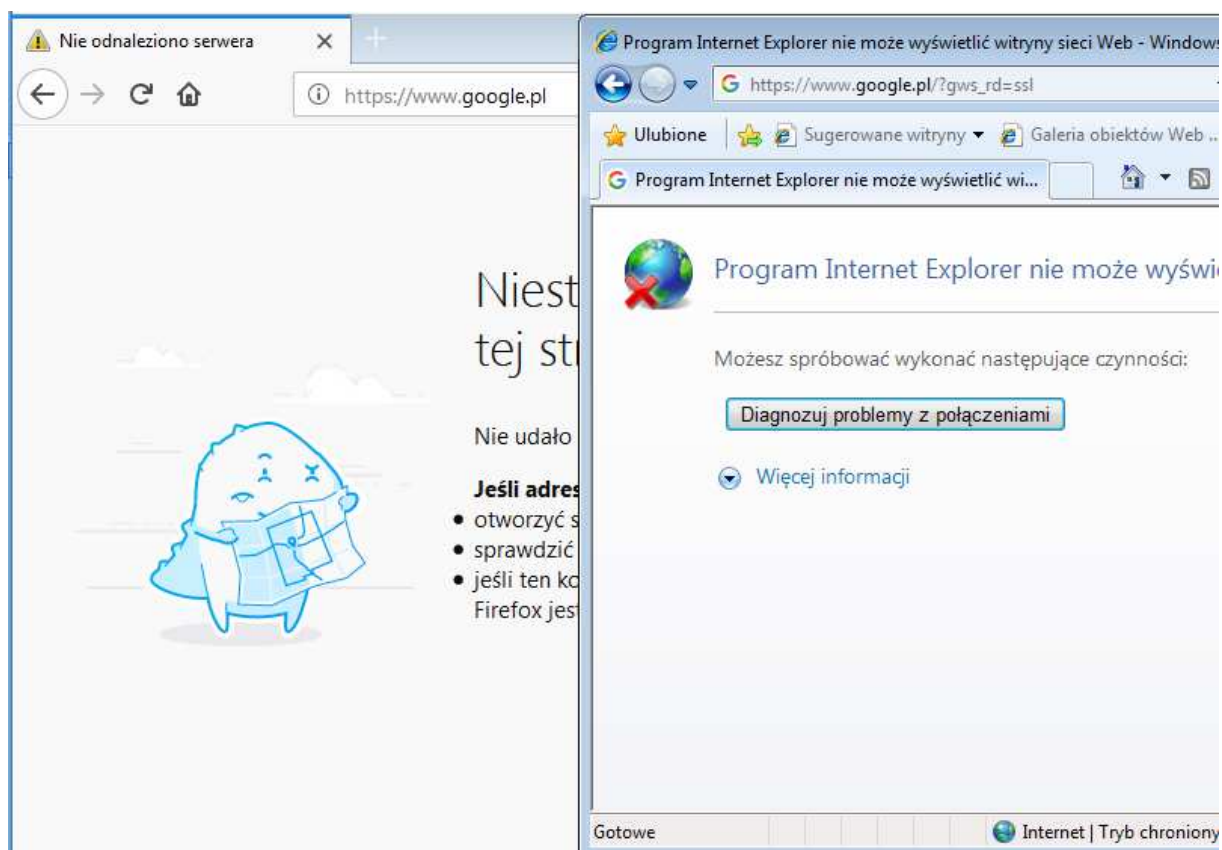 Nie odnaleziono serwera
https://www.google.pl
Niest
tej st
Nie udało
Jeśli adres
otworzyć s
sprawdzić
jeśli ten ko
Firefox jest
Program Internet Explorer nie może wyświetlić witryny sieci Web - Windows
https://www.google.pl/?gws_rd=ssl
Ulubione
Sugerowane witryny
Galeria obiektów Web ...
Program Internet Explorer nie może wyświetlić wi...
Program Internet Explorer nie może wyświe
Możesz spróbować wykonać następujące czynności:
Diagnozuj problemy z połączeniami
Więcej informacji
Gotowe
Internet | Tryb chroniony